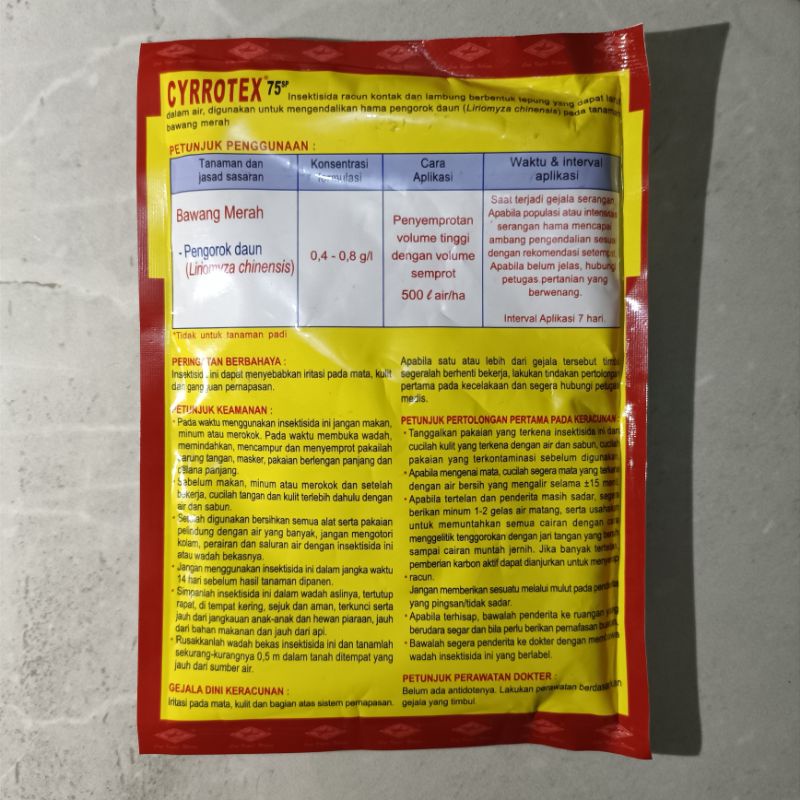 CYRROTEX® 75SP Insektisida racun kontak dan lambung berbentuk tepung yang dapat larut
dalam air, digunakan untuk mengendalikan hama pengorok daun (Liriomyza chinensis) pada tanaman
bawang merah
PETUNJUK PENGGUNAAN :
Tanaman dan
jasad sasaran
Konsentrasi
formulasi
Cara
Aplikasi
Waktu & interval
aplikasi
Bawang Merah
- Pengorok daun
(Liriomyza chinensis)
0,4 - 0,8 g/l
Penyemprotan
volume tinggi
dengan volume
semprot
500 ℓ air/ha
Saat terjadi gejala serangan.
Apabila populasi atau intensitas
serangan hama mencapai
ambang pengendalian sesuai
dengan rekomendasi setempat.
Apabila belum jelas, hubungi
petugas pertanian yang
berwenang.
Interval Aplikasi 7 hari.
*Tidak untuk tanaman padi
PERINGATAN BERBAHAYA :
Insektisida ini dapat menyebabkan iritasi pada mata, kulit
dan gangguan pernapasan.
PETUNJUK KEAMANAN :
• Pada waktu menggunakan insektisida ini jangan makan,
minum atau merokok. Pada waktu membuka wadah,
memindahkan, mencampur dan menyemprot pakailah
sarung tangan, masker, pakaian berlengan panjang dan
celana panjang.
• Sebelum makan, minum atau merokok dan setelah
bekerja, cucilah tangan dan kulit terlebih dahulu dengan
air dan sabun.
• Setelah digunakan bersihkan semua alat serta pakaian
pelindung dengan air yang banyak, jangan mengotori
kolam, perairan dan saluran air dengan insektisida ini
atau wadah bekasnya.
• Jangan menggunakan insektisida ini dalam jangka waktu
14 hari sebelum hasil tanaman dipanen.
• Simpanlah insektisida ini dalam wadah aslinya, tertutup
rapat, di tempat kering, sejuk dan aman, terkunci serta
jauh dari jangkauan anak-anak dan hewan piaraan, jauh
dari bahan makanan dan jauh dari api.
• Rusakkanlah wadah bekas insektisida ini dan tanamlah
sekurang-kurangnya 0,5 m dalam tanah ditempat yang
jauh dari sumber air.
GEJALA DINI KERACUNAN :
Iritasi pada mata, kulit dan bagian atas sistem pernapasan.
Apabila satu atau lebih dari gejala tersebut timbul
segeralah berhenti bekerja, lakukan tindakan pertolongan
pertama pada kecelakaan dan segera hubungi petugas
medis.
PETUNJUK PERTOLONGAN PERTAMA PADA KERACUNAN :
• Tanggalkan pakaian yang terkena insektisida ini dan
cucilah kulit yang terkena dengan air dan sabun, cucilah
pakaian yang terkontaminasi sebelum digunakan.
• Apabila mengenai mata, cucilah segera mata yang terkena
dengan air bersih yang mengalir selama ±15 menit.
• Apabila tertelan dan penderita masih sadar, segera
berikan minum 1-2 gelas air matang, serta usahakan
untuk memuntahkan semua cairan dengan cara
menggelitik tenggorokan dengan jari tangan yang bersih
sampai cairan muntah jernih. Jika banyak tertelan,
pemberian karbon aktif dapat dianjurkan untuk menyerap
• racun.
Jangan memberikan sesuatu melalui mulut pada penderita
yang pingsan/tidak sadar.
• Apabila terhisap, bawalah penderita ke ruangan yang
berudara segar dan bila perlu berikan pernafasan buatan.
• Bawalah segera penderita ke dokter dengan membawa
wadah insektisida ini yang berlabel.
PETUNJUK PERAWATAN DOKTER :
Belum ada antidotenya. Lakukan perawatan berdasarkan
gejala yang timbul.